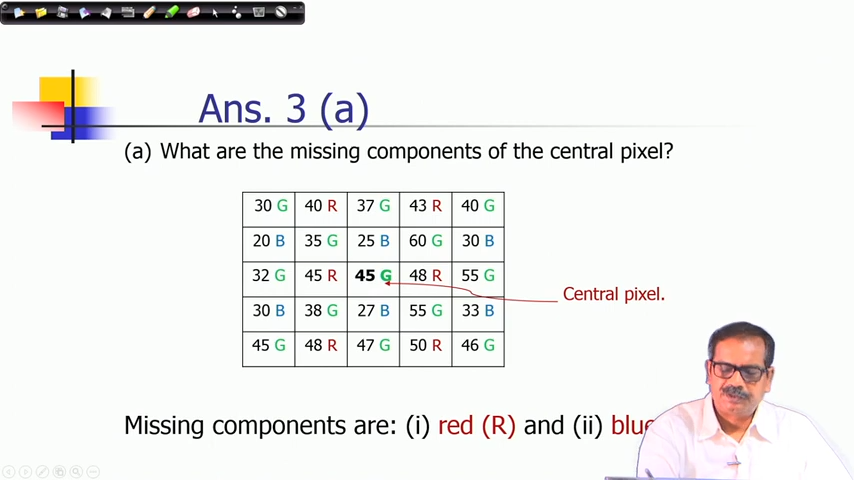 Ans. 3 (a)
(a) What are the missing components of the central pixel?
30 G 40 R 37 G 43 R 40 G
20 B 35 G 25 B 60 G 30 B
32 G 45 R 45 G 48 R 55 G
30 B 38 G 27 B 55 G 33 B
45 G 48 R 47 G 50 R 46 G
Central pixel.
Missing components are: (i) red (R) and (ii) blue